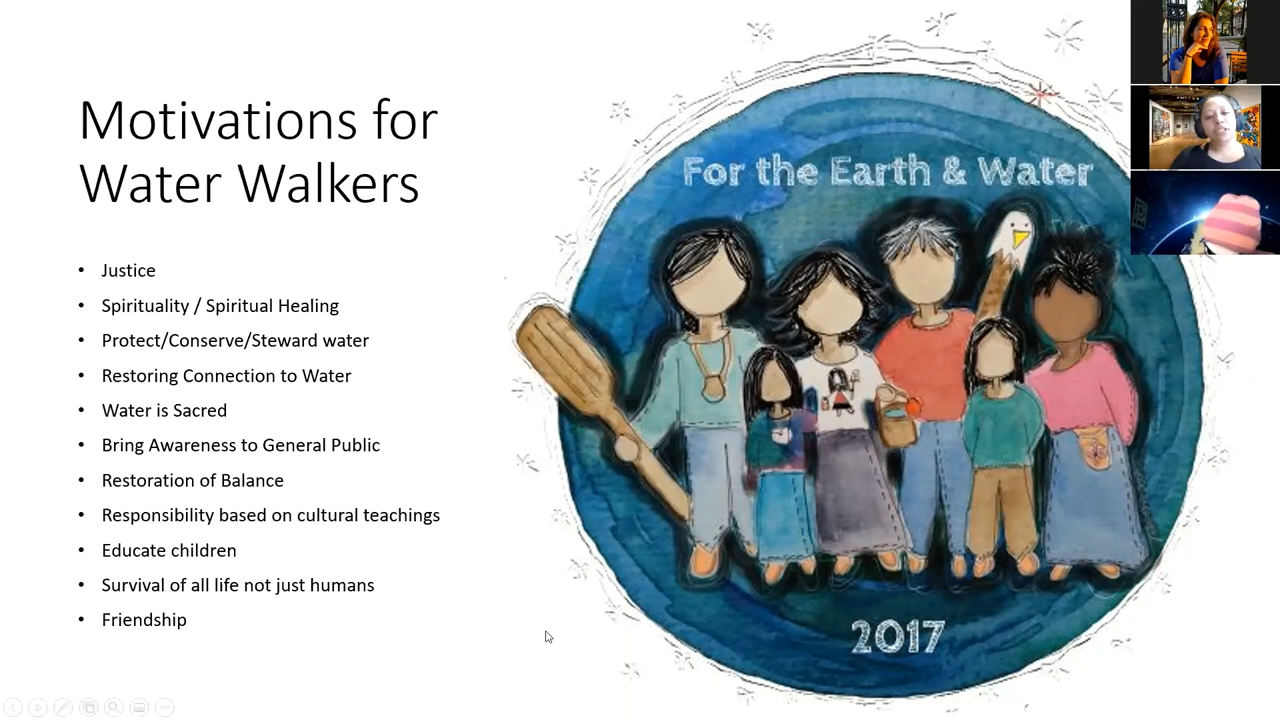 Motivations for
Water Walkers
• Justice
• Spirituality / Spiritual Healing
• Protect/Conserve/Steward water
• Restoring Connection to Water
• Water is Sacred
• Bring Awareness to General Public
• Restoration of Balance
• Responsibility based on cultural teachings
• Educate children
• Survival of all life not just humans
• Friendship
For the Earth & Water
2017